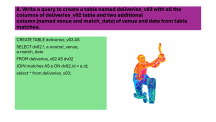 8. Write a query to create a table named deliveries_v03 with all the
columns of deliveries_v02 table and two additional
column (named venue and match_date) of venue and date from table
matches.
CREATE TABLE deliveries_v03 AS
SELECT dv02.*, a.matcol_venue,
a.match_date
FROM deliveries_v02 AS dv02
JOIN matches AS a ON dv02.id = a.id;
select * from deliveries_v03;